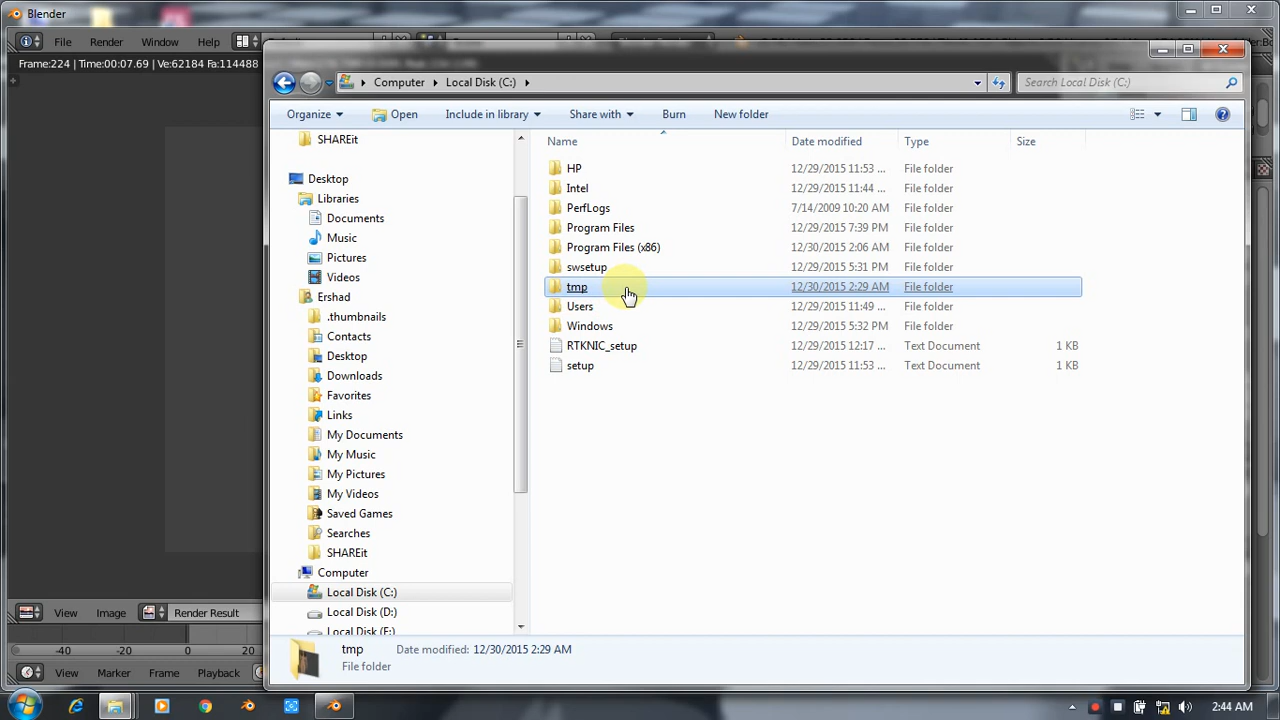 Blender
File Render Window Help
Frame:224 | Time:00:07.69 | Ve:62184 Fa:114488
Computer Local Disk (C:)
Search Local Disk (C:)
Organize Open Include in library Share with Burn New folder
SHAREit
Desktop
Libraries
Documents
Music
Pictures
Videos
Ershad
.thumbnails
Contacts
Desktop
Downloads
Favorites
Links
My Documents
My Music
My Pictures
My Videos
Saved Games
Searches
SHAREit
Computer
Local Disk (C:)
Local Disk (D:)
Name Date modified Type Size
HP 12/29/2015 11:53 ... File folder
Intel 12/29/2015 11:44 ... File folder
PerfLogs 7/14/2009 10:20 AM File folder
Program Files 12/29/2015 7:39 PM File folder
Program Files (x86) 12/30/2015 2:06 AM File folder
swsetup 12/29/2015 5:31 PM File folder
tmp 12/30/2015 2:29 AM File folder
Users 12/29/2015 11:49 ... File folder
Windows 12/29/2015 5:32 PM File folder
RTKNIC_setup 12/29/2015 12:17 ... Text Document 1 KB
setup 12/29/2015 11:53 ... Text Document 1 KB
View Image Render Result
-40 -20 0 20
View Marker Frame Playback
tmp Date modified: 12/30/2015 2:29 AM
File folder
2:44 AM